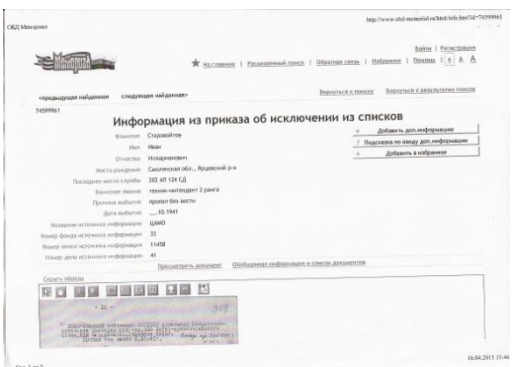 ОБД Мемориал
http://www.obd-memorial.ru/html/info.htm?id=74599961
Мемориал
Войти | Регистрация
На главную | Расширенный поиск | Обратная связь | Избранное | Помощь | A A A
<предыдущая найденная следующая найденная>
Вернуться к поиску Вернуться к результатам поиска
74599961
Информация из приказа об исключении из списков
Фамилия Старовойтов
Имя Иван
Отчество Илларионович
Место рождения Смоленская обл., Ярцевский р-н
Последнее место службы 202 АП 124 СД
Воинское звание техник-интендант 2 ранга
Причина выбытия пропал без вести
Дата выбытия __.10.1941
Название источника информации ЦАМО
Номер фонда источника информации 33
Номер описи источника информации 11458
Номер дела источника информации 41
+ Добавить доп.информацию
? Подсказка по вводу доп.информации
+ Добавить в избранное
Просмотреть документ Обобщенная информация и список документов
Скрыть образы
16.04.2015 15:46